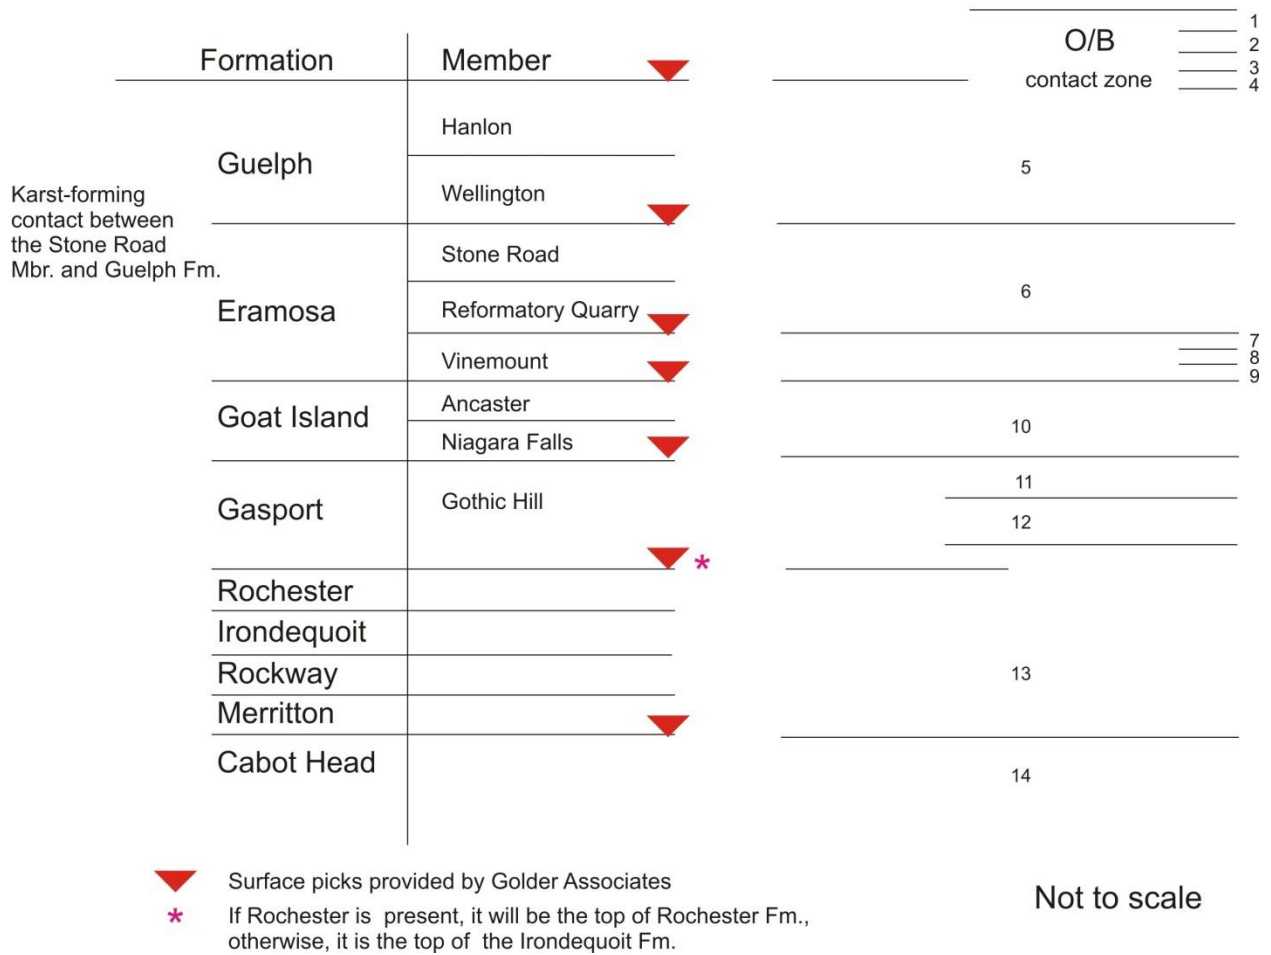 1
O/B
2
Formation
Member
3
contact zone
4
Hanlon
Guelph
5
Karst-forming
contact between
the Stone Road
Mbr. and Guelph Fm.
Wellington
Stone Road
6
Eramosa
Reformatory Quarry
7
Vinemount
8
9
Goat Island
Ancaster
10
Niagara Falls
11
Gasport
Gothic Hill
12
*
Rochester
Irondequoit
Rockway
13
Merritton
Cabot Head
14
Surface picks provided by Golder Associates
* If Rochester is present, it will be the top of Rochester Fm.,
otherwise, it is the top of the Irondequoit Fm.
Not to scale